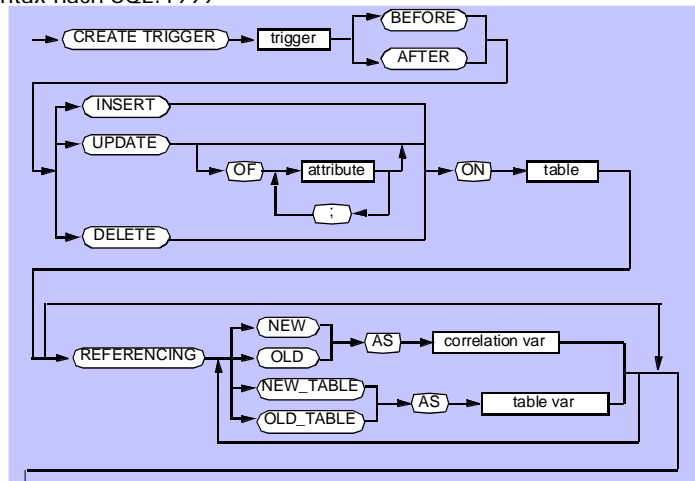 ntax nach SQL:1999
CREATE TRIGGER trigger BEFORE
AFTER
INSERT
UPDATE
OF attribute ON table
;
DELETE
NEW
REFERENCING OLD AS correlation var
NEW_TABLE
OLD_TABLE AS table var